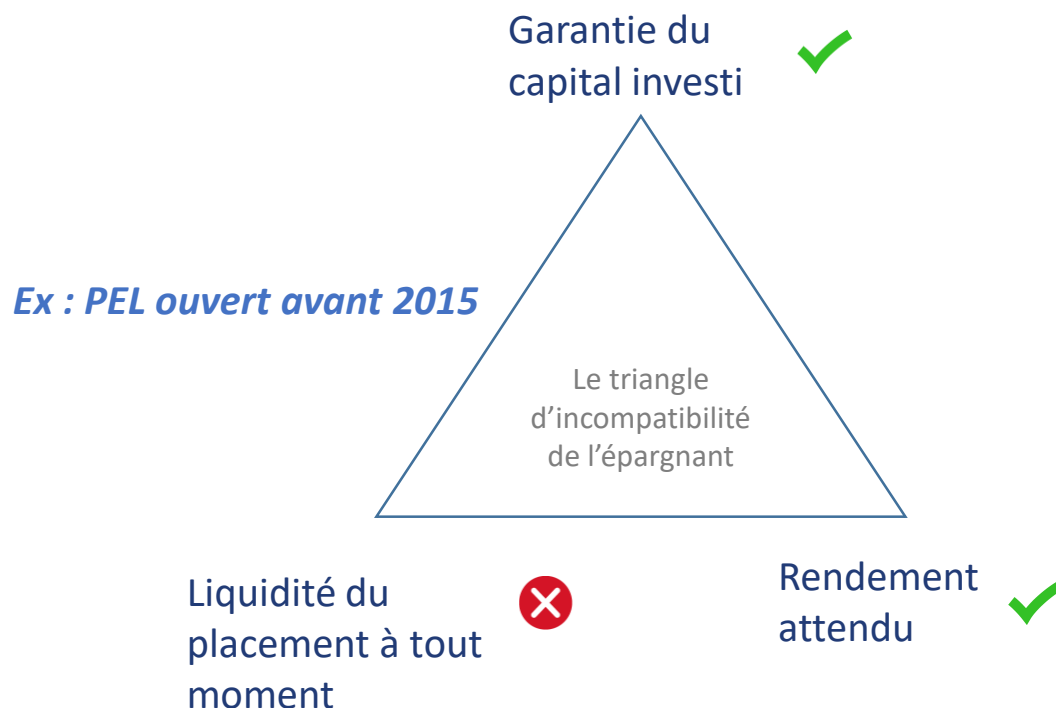 Garantie du
capital investi
Ex : PEL ouvert avant 2015
Le triangle
d’incompatibilité
de l’épargnant
Liquidité du
placement à tout
moment
Rendement
attendu